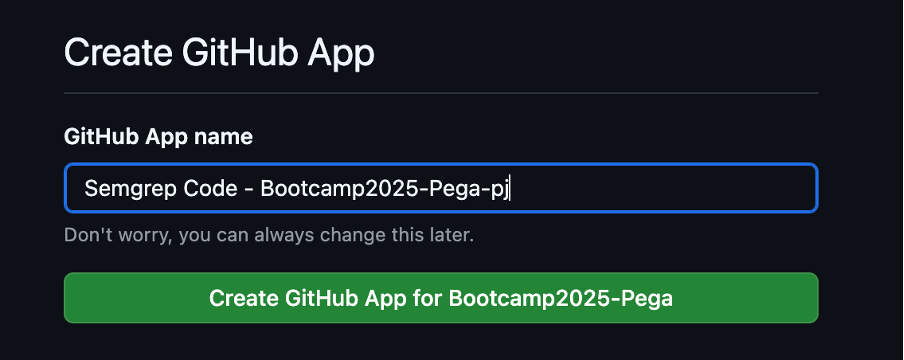 Create GitHub App
GitHub App name
Semgrep Code - Bootcamp2025-Pega-pj
Don't worry, you can always change this later.
Create GitHub App for Bootcamp2025-Pega